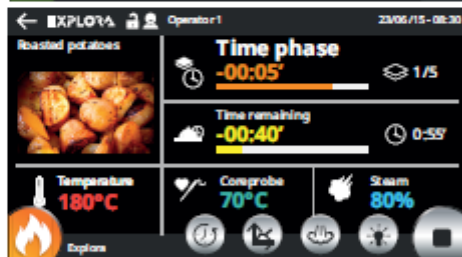 EXPLORA Operator1 23/06/15 - 08:30
Roasted potatoes
Time phase
-00:05'
1/5
Time remaining
-00:40'
0:55'
Temperature
180°C
Coreprobe
70°C
Steam
80%
Explora